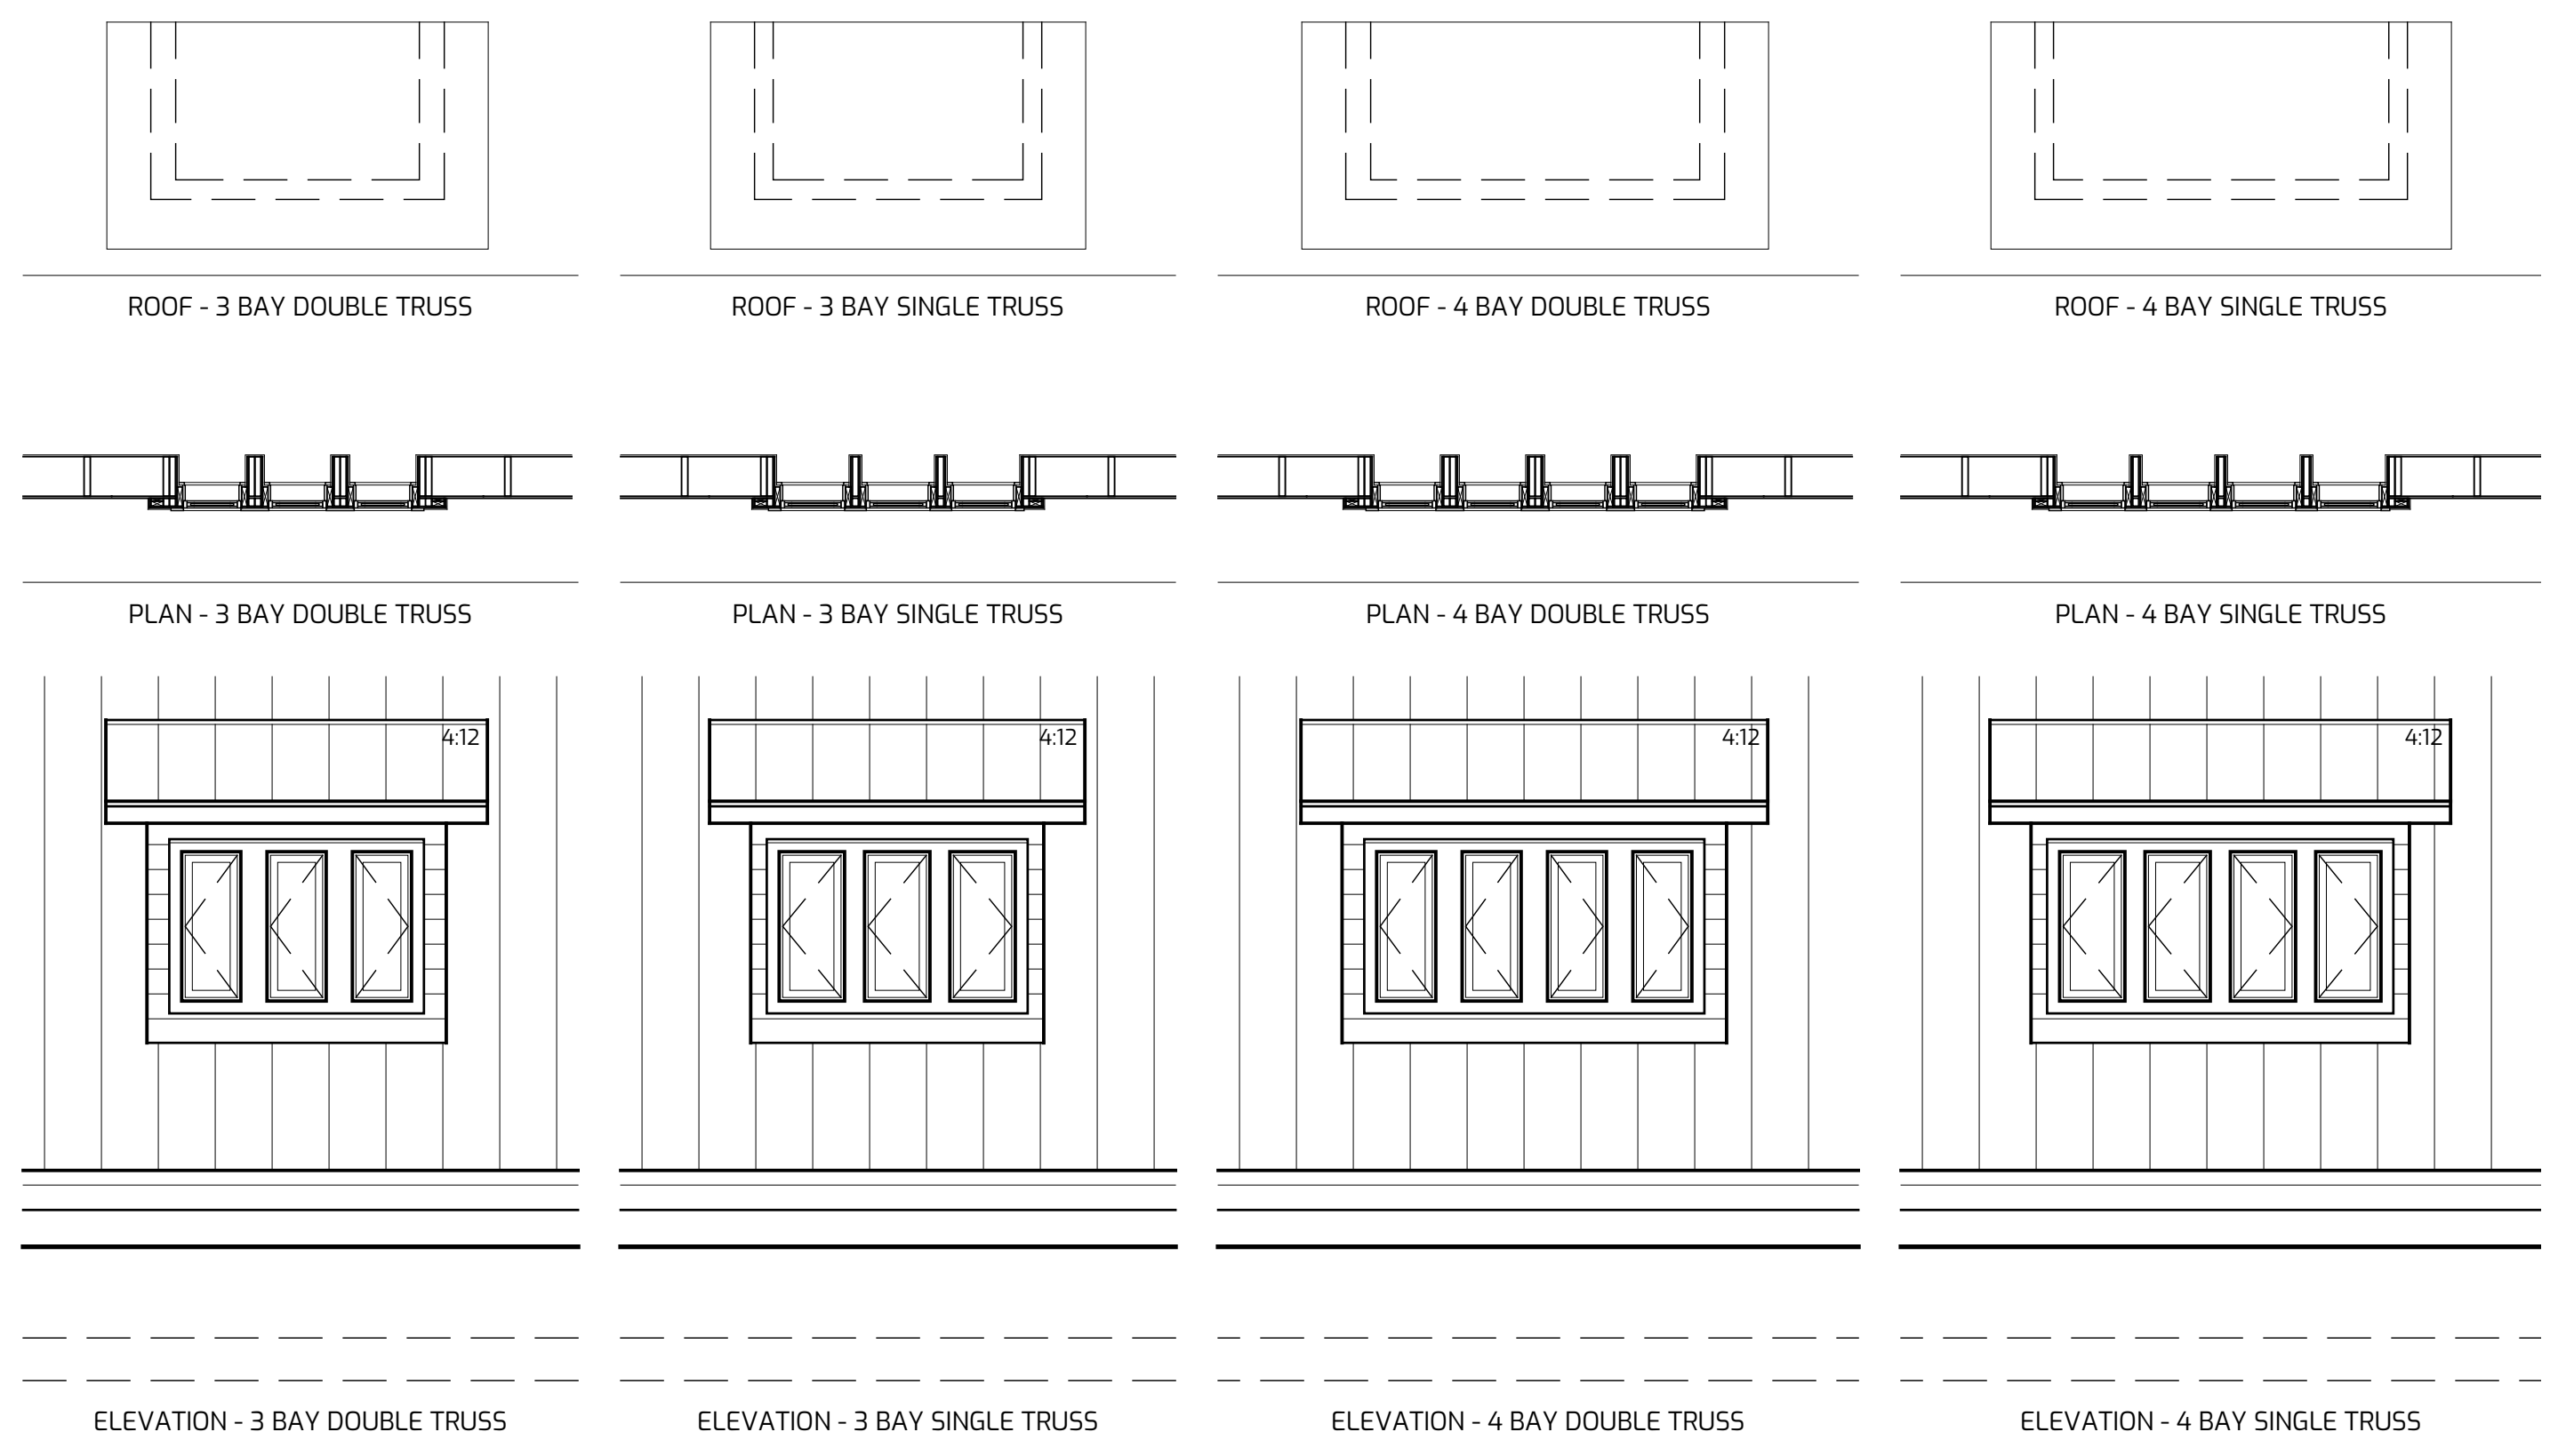 ROOF - 3 BAY DOUBLE TRUSS
ROOF - 3 BAY SINGLE TRUSS
ROOF - 4 BAY DOUBLE TRUSS
ROOF - 4 BAY SINGLE TRUSS
PLAN - 3 BAY DOUBLE TRUSS
PLAN - 3 BAY SINGLE TRUSS
PLAN - 4 BAY DOUBLE TRUSS
PLAN - 4 BAY SINGLE TRUSS
4:12
4:12
4:12
4:12
ELEVATION - 3 BAY DOUBLE TRUSS
ELEVATION - 3 BAY SINGLE TRUSS
ELEVATION - 4 BAY DOUBLE TRUSS
ELEVATION - 4 BAY SINGLE TRUSS